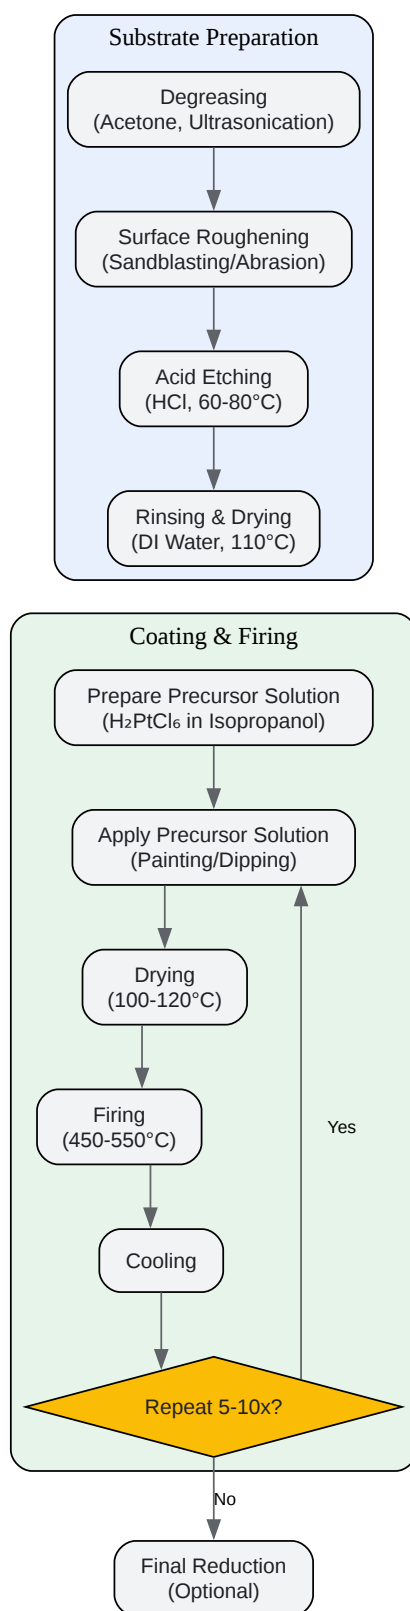 Substrate Preparation
Degreasing
(Acetone, Ultrasonication)
Surface Roughening
(Sandblasting/Abrasion)
Acid Etching
(HCl, 60-80°C)
Rinsing & Drying
(DI Water, 110°C)
Coating & Firing
Prepare Precursor Solution
(H₂PtCl₆ in Isopropanol)
Apply Precursor Solution
(Painting/Dipping)
Drying
(100-120°C)
Firing
(450-550°C)
Yes
Cooling
Repeat 5-10x?
No
Final Reduction
(Optional)